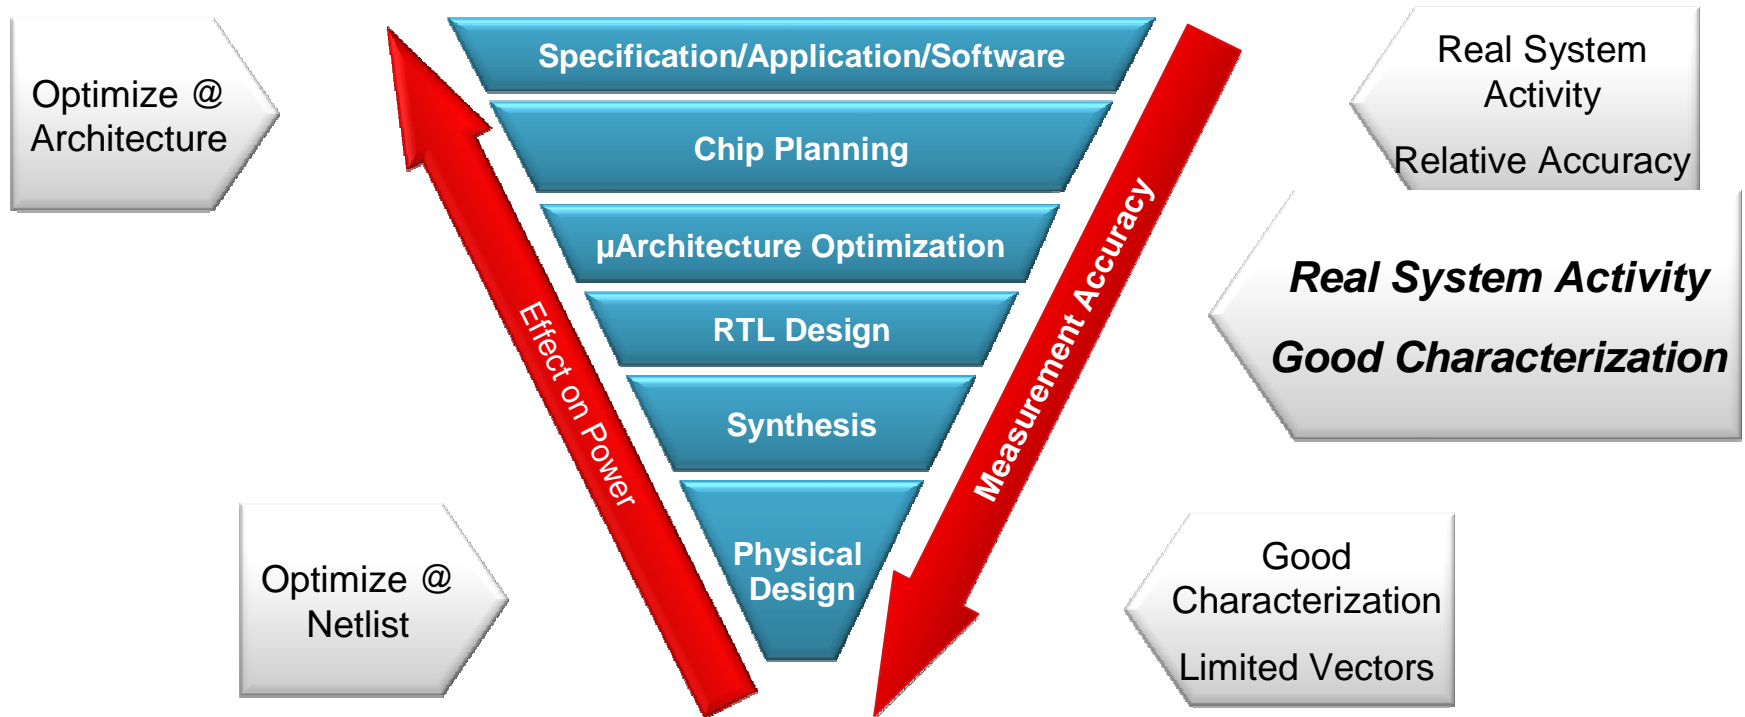 Optimize @
Architecture
Specification/Application/Software
Chip Planning
µArchitecture Optimization
RTL Design
Synthesis
Physical
Design
Effect on Power
Measurement Accuracy
Real System
Activity
Relative Accuracy
Real System Activity
Good Characterization
Optimize @
Netlist
Good
Characterization
Limited Vectors